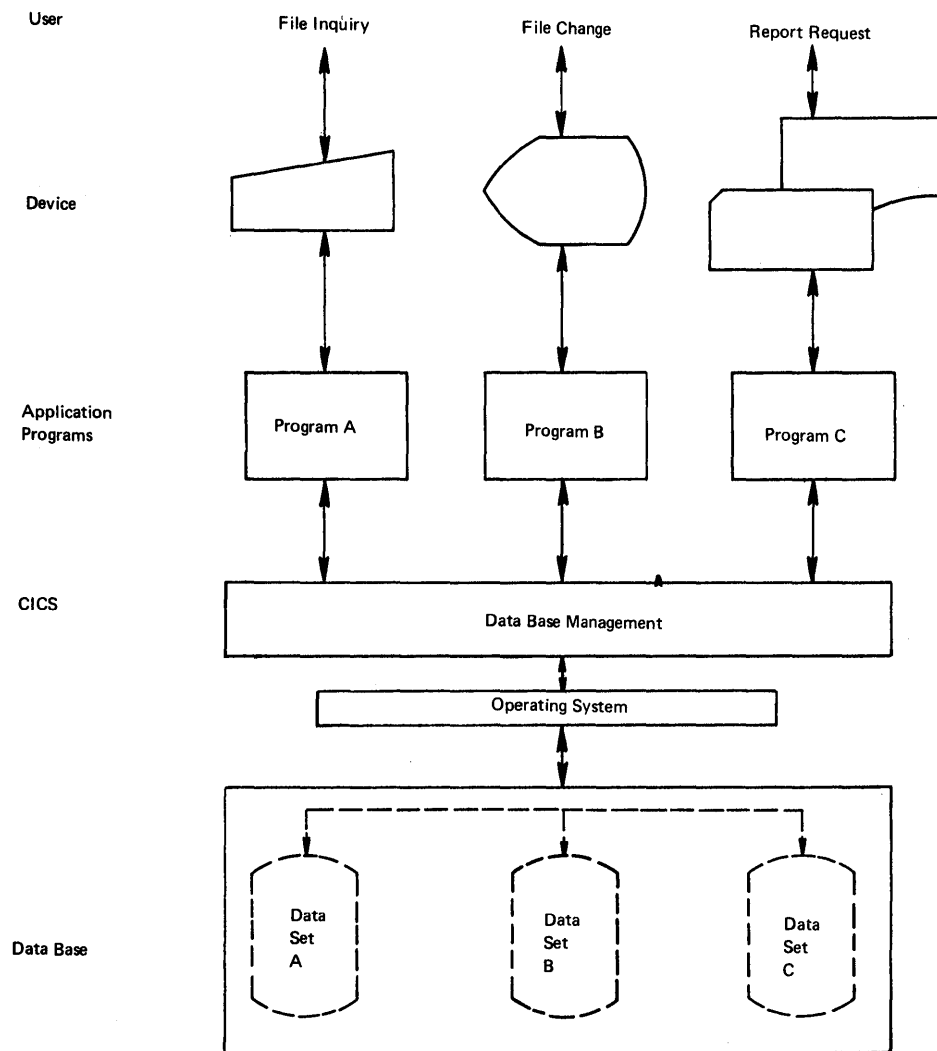 User
File Inquiry
File Change
Report Request
Device
Application
Programs
Program A
Program B
Program C
CICS
Data Base Management
Operating System
Data Base
Data
Set
A
Data
Set
B
Data
Set
C